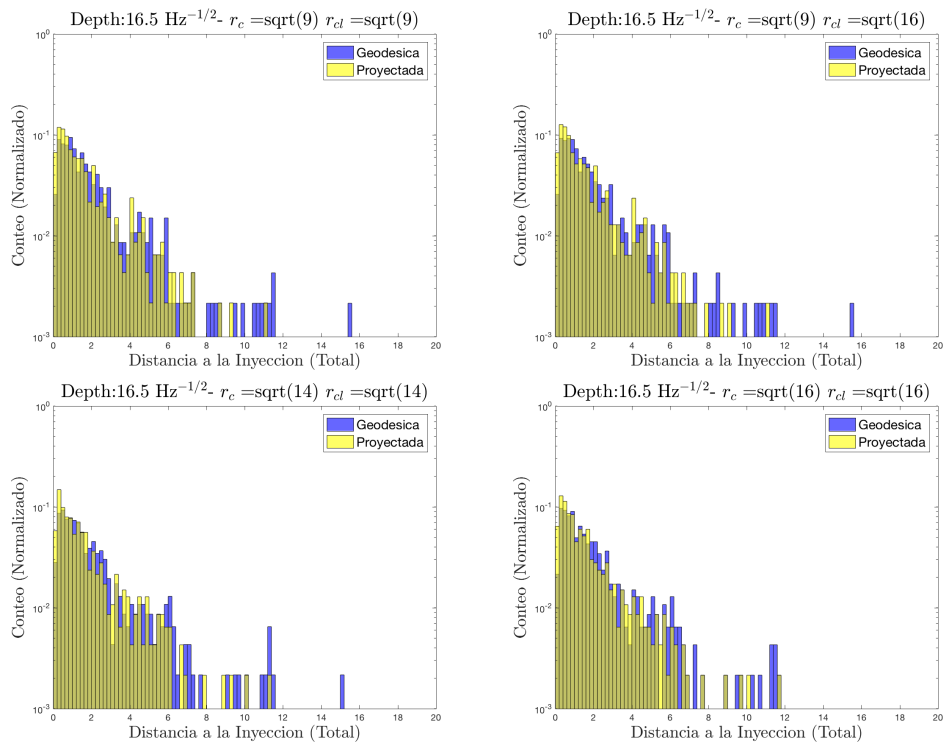 Depth:16.5 Hz^{-1/2}- r_c =sqrt(9) r_{cl} =sqrt(9)
Geodesica
Proyectada
Conteo (Normalizado)
10^0
10^{-1}
10^{-2}
10^{-3}
0 2 4 6 8 10 12 14 16 18 20
Distancia a la Inyeccion (Total)
Depth:16.5 Hz^{-1/2}- r_c =sqrt(9) r_{cl} =sqrt(16)
Geodesica
Proyectada
Conteo (Normalizado)
10^0
10^{-1}
10^{-2}
10^{-3}
0 2 4 6 8 10 12 14 16 18 20
Distancia a la Inyeccion (Total)
Depth:16.5 Hz^{-1/2}- r_c =sqrt(14) r_{cl} =sqrt(14)
Geodesica
Proyectada
Conteo (Normalizado)
10^0
10^{-1}
10^{-2}
10^{-3}
0 2 4 6 8 10 12 14 16 18 20
Distancia a la Inyeccion (Total)
Depth:16.5 Hz^{-1/2}- r_c =sqrt(16) r_{cl} =sqrt(16)
Geodesica
Proyectada
Conteo (Normalizado)
10^0
10^{-1}
10^{-2}
10^{-3}
0 2 4 6 8 10 12 14 16 18 20
Distancia a la Inyeccion (Total)